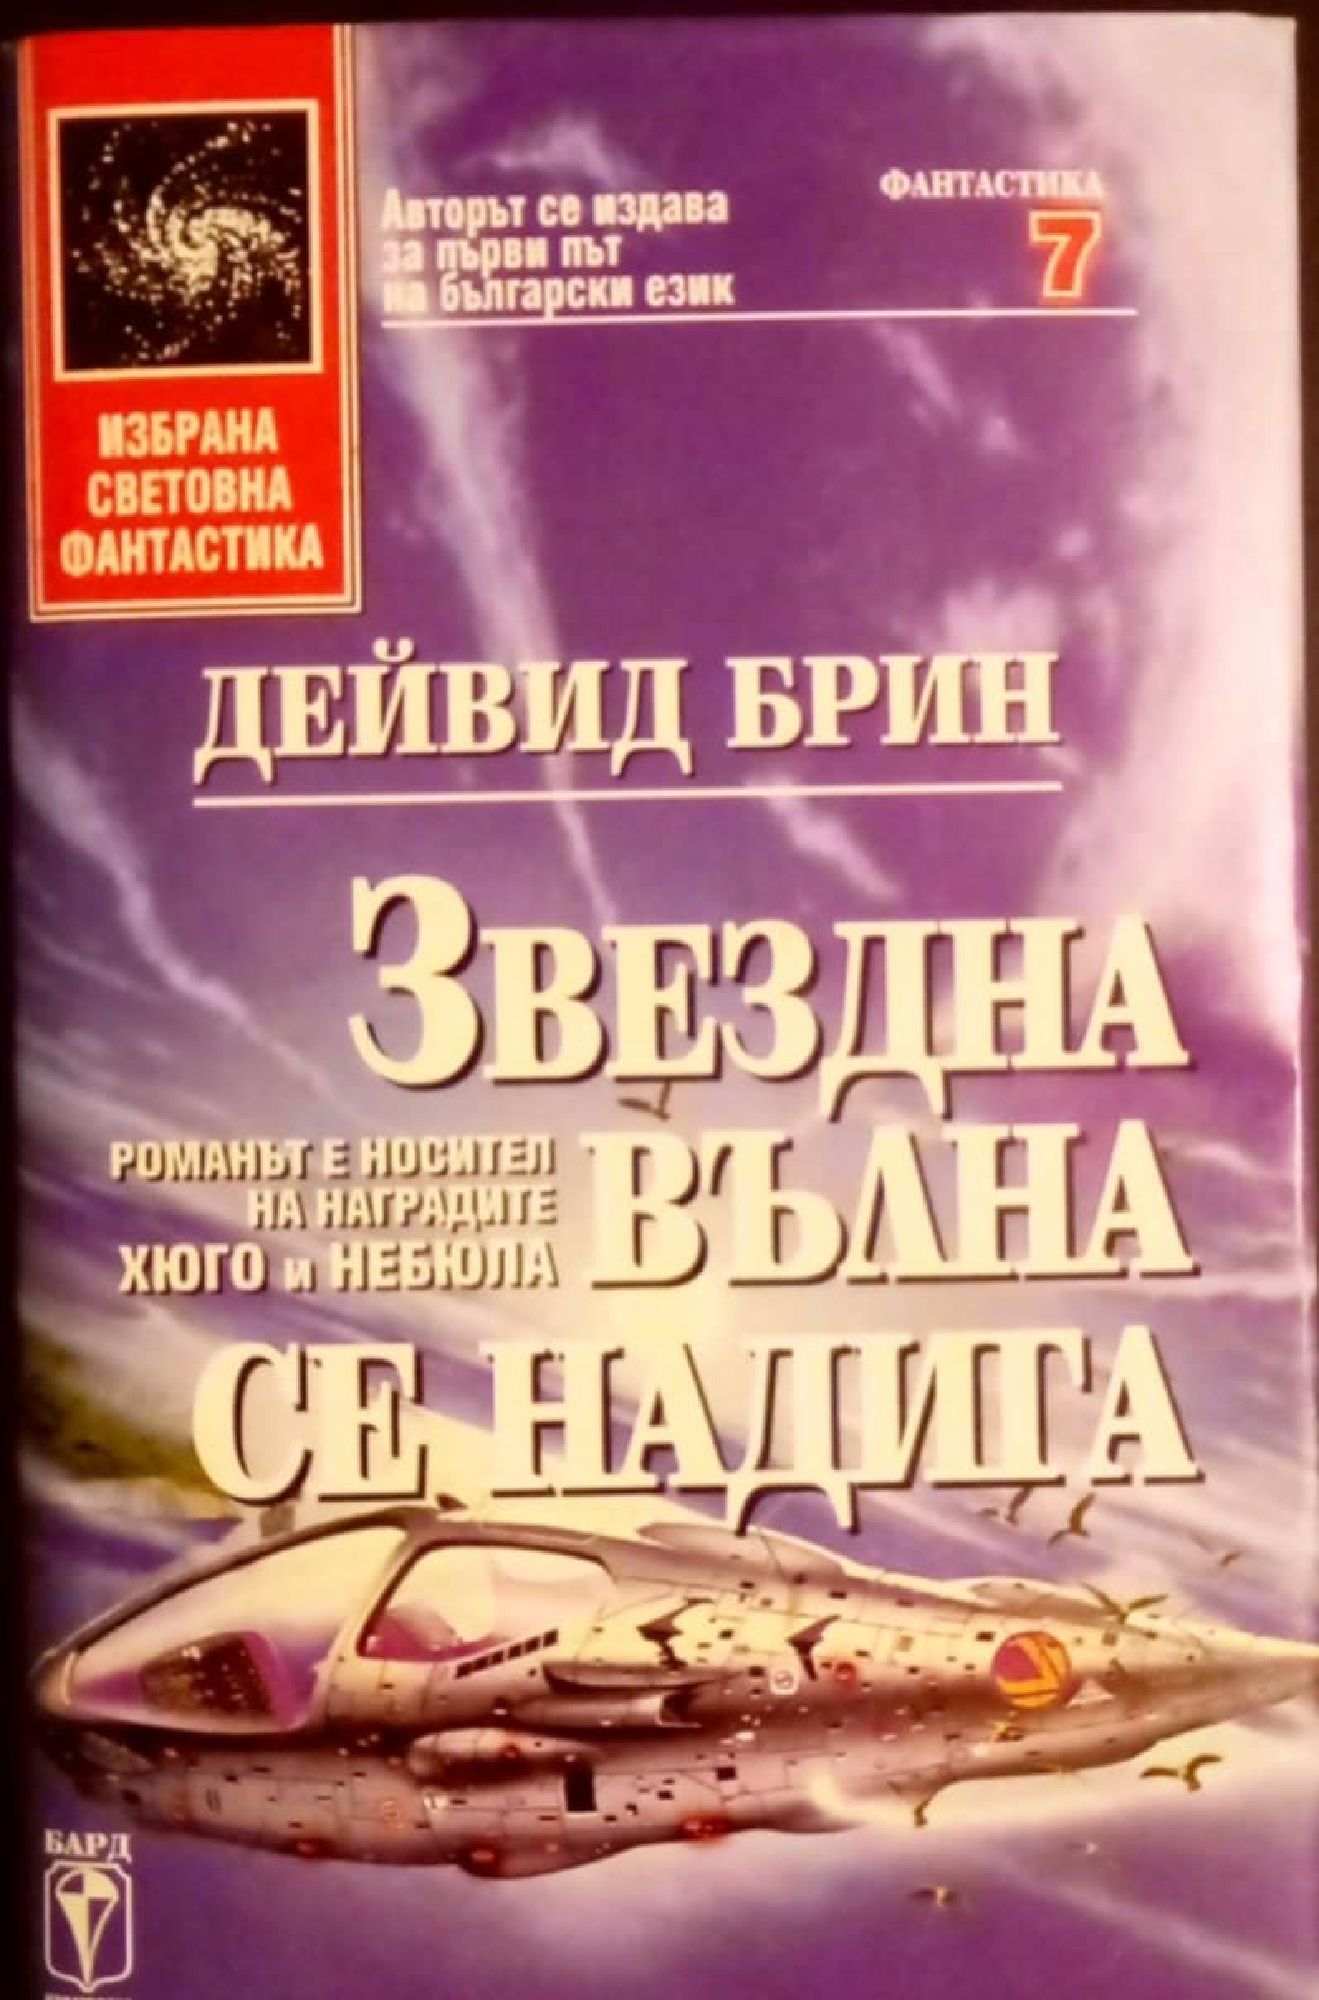 Авторът се издава
за първи път
на български език
ФАНТАСТИКА
7
ИЗБРАНА
СВЕТОВНА
ФАНТАСТИКА
ДЕЙВИД БРИН
ЗВЕЗДНА
РОМАНЪТ Е НОСИТЕЛ
НА НАГРАДИТЕ
ХЮГО и НЕБЮЛА
ВЪЛНА
СЕ НАДИГА
БАРД